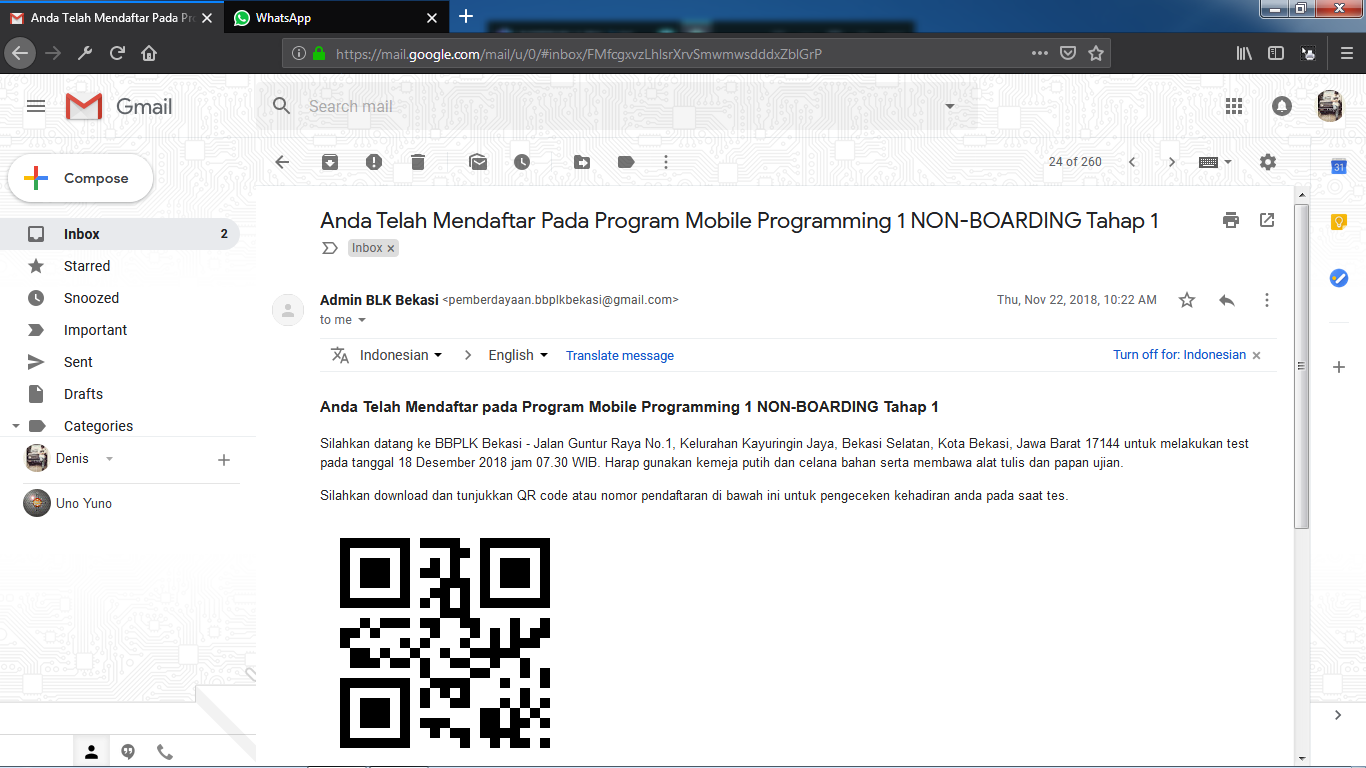 Anda Telah Mendaftar Pada Pr
WhatsApp
https://mail.google.com/mail/u/0/#inbox/FMfcgxvzLhlsrXrvSmwmwsdddxZblGrP
Gmail
Search mail
Compose
24 of 260
31
Inbox
2
Starred
Snoozed
Important
Sent
Drafts
Categories
Denis
Uno Yuno
Anda Telah Mendaftar Pada Program Mobile Programming 1 NON-BOARDING Tahap 1
Inbox ×
Admin BLK Bekasi <pemberdayaan.bbplkbekasi@gmail.com>
Thu, Nov 22, 2018, 10:22 AM
to me
Indonesian > English Translate message
Turn off for: Indonesian ×
Anda Telah Mendaftar pada Program Mobile Programming 1 NON-BOARDING Tahap 1
Silahkan datang ke BBPLK Bekasi - Jalan Guntur Raya No.1, Kelurahan Kayuringin Jaya, Bekasi Selatan, Kota Bekasi, Jawa Barat 17144 untuk melakukan test
pada tanggal 18 Desember 2018 jam 07.30 WIB. Harap gunakan kemeja putih dan celana bahan serta membawa alat tulis dan papan ujian.
Silahkan download dan tunjukkan QR code atau nomor pendaftaran di bawah ini untuk pengeceken kehadiran anda pada saat tes.